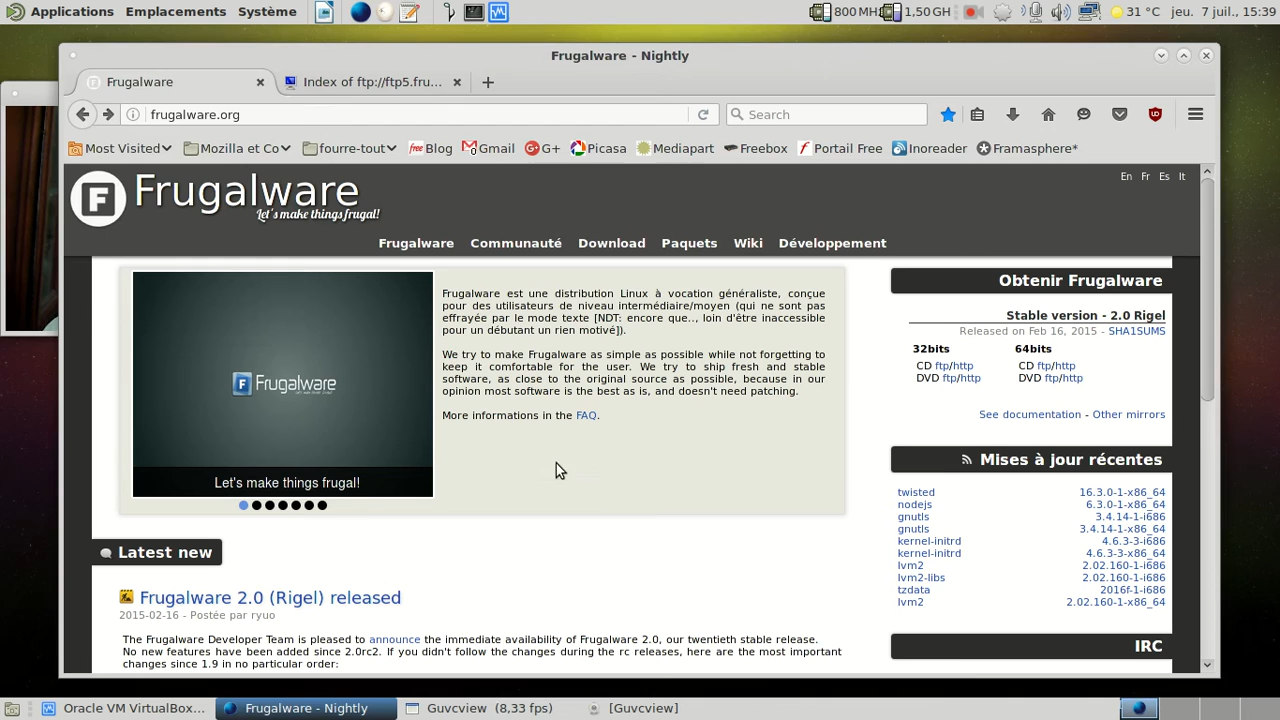 Applications Emplacements Système 800 MH 1,50 GH 31 °C jeu. 7 juil., 15:39
Frugalware - Nightly
Frugalware Index of ftp://ftp5.fru...
frugalware.org Search
Most Visited Mozilla et Co fourre-tout Blog Gmail G+ Picasa Mediapart Freebox Portail Free Inoreader Framasphere*
Frugalware
Let's make things frugal!
En Fr Es It
Frugalware Communauté Download Paquets Wiki Développement
Frugalware
Let's make things frugal!
Frugalware est une distribution Linux à vocation généraliste, conçue
pour des utilisateurs de niveau intermédiaire/moyen (qui ne sont pas
effrayée par le mode texte [NDT: encore que.., loin d'être inaccessible
pour un débutant un rien motivé]).
We try to make Frugalware as simple as possible while not forgetting to
keep it comfortable for the user. We try to ship fresh and stable
software, as close to the original source as possible, because in our
opinion most software is the best as is, and doesn't need patching.
More informations in the FAQ.
Obtenir Frugalware
Stable version - 2.0 Rigel
Released on Feb 16, 2015 - SHA1SUMS
32bits 64bits
CD ftp/http CD ftp/http
DVD ftp/http DVD ftp/http
See documentation - Other mirrors
Mises à jour récentes
twisted 16.3.0-1-x86_64
nodejs 6.3.0-1-x86_64
gnutls 3.4.14-1-i686
gnutls 3.4.14-1-x86_64
kernel-initrd 4.6.3-3-i686
kernel-initrd 4.6.3-3-x86_64
lvm2 2.02.160-1-i686
lvm2-libs 2.02.160-1-i686
tzdata 2016f-1-i686
lvm2 2.02.160-1-x86_64
IRC
Latest new
Frugalware 2.0 (Rigel) released
2015-02-16 - Postée par ryuo
The Frugalware Developer Team is pleased to announce the immediate availability of Frugalware 2.0, our twentieth stable release.
No new features have been added since 2.0rc2. If you didn't follow the changes during the rc releases, here are the most important
changes since 1.9 in no particular order:
Oracle VM VirtualBox... Frugalware - Nightly Guvcview (8,33 fps) [Guvcview]